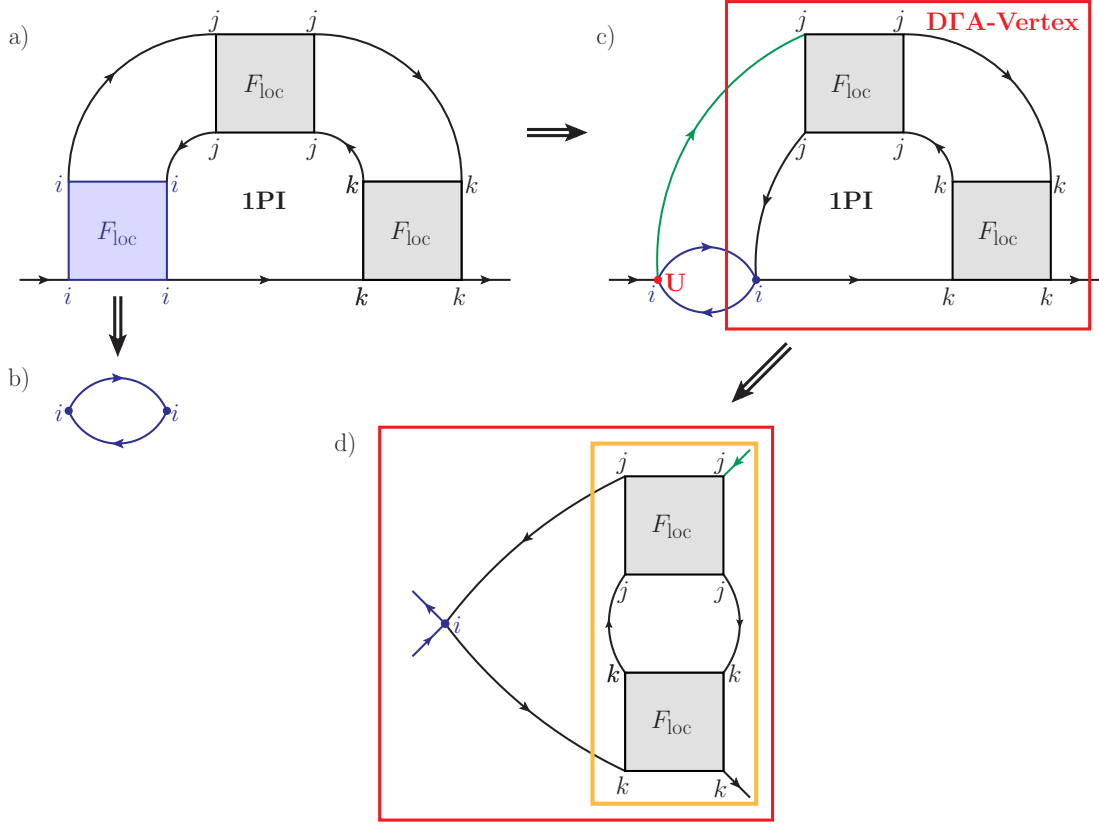 a)
j j
F_loc
j j
i i
1PI
k k
F_loc
F_loc
i i
k k
b)
i i
c)
DΓA-Vertex
j j
F_loc
j j
1PI
k k
F_loc
i U i
k k
d)
j j
F_loc
j j
i
k k
F_loc
k k